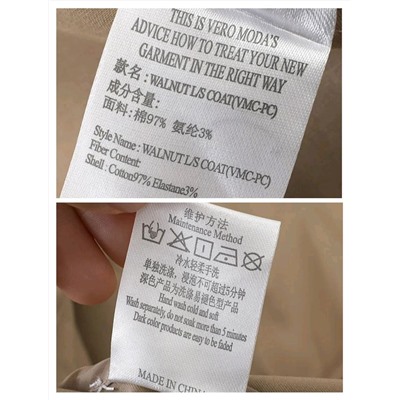 THIS IS VERO MODA'S
ADVICE HOW TO TREAT YOUR NEW
GARMENT IN THE RIGHT WAY
款名: WALNUT L/S COAT(VMC-PC)
成分含量:
面料: 棉97% 氨纶3%
Style Name : WALNUT L/S COAT(VMC-PC)
Fiber Content:
Shell : Cotton97% Elastane3%
维护方法
Maintenance Method
冷水轻柔手洗
单独洗涤, 浸泡不可超过5分钟
深色产品为洗涤易褪色型产品
Hand wash cold and soft
Wash separately, do not soak more than 5 minutes
Dark color products are easy to be faded
MADE IN CHINA